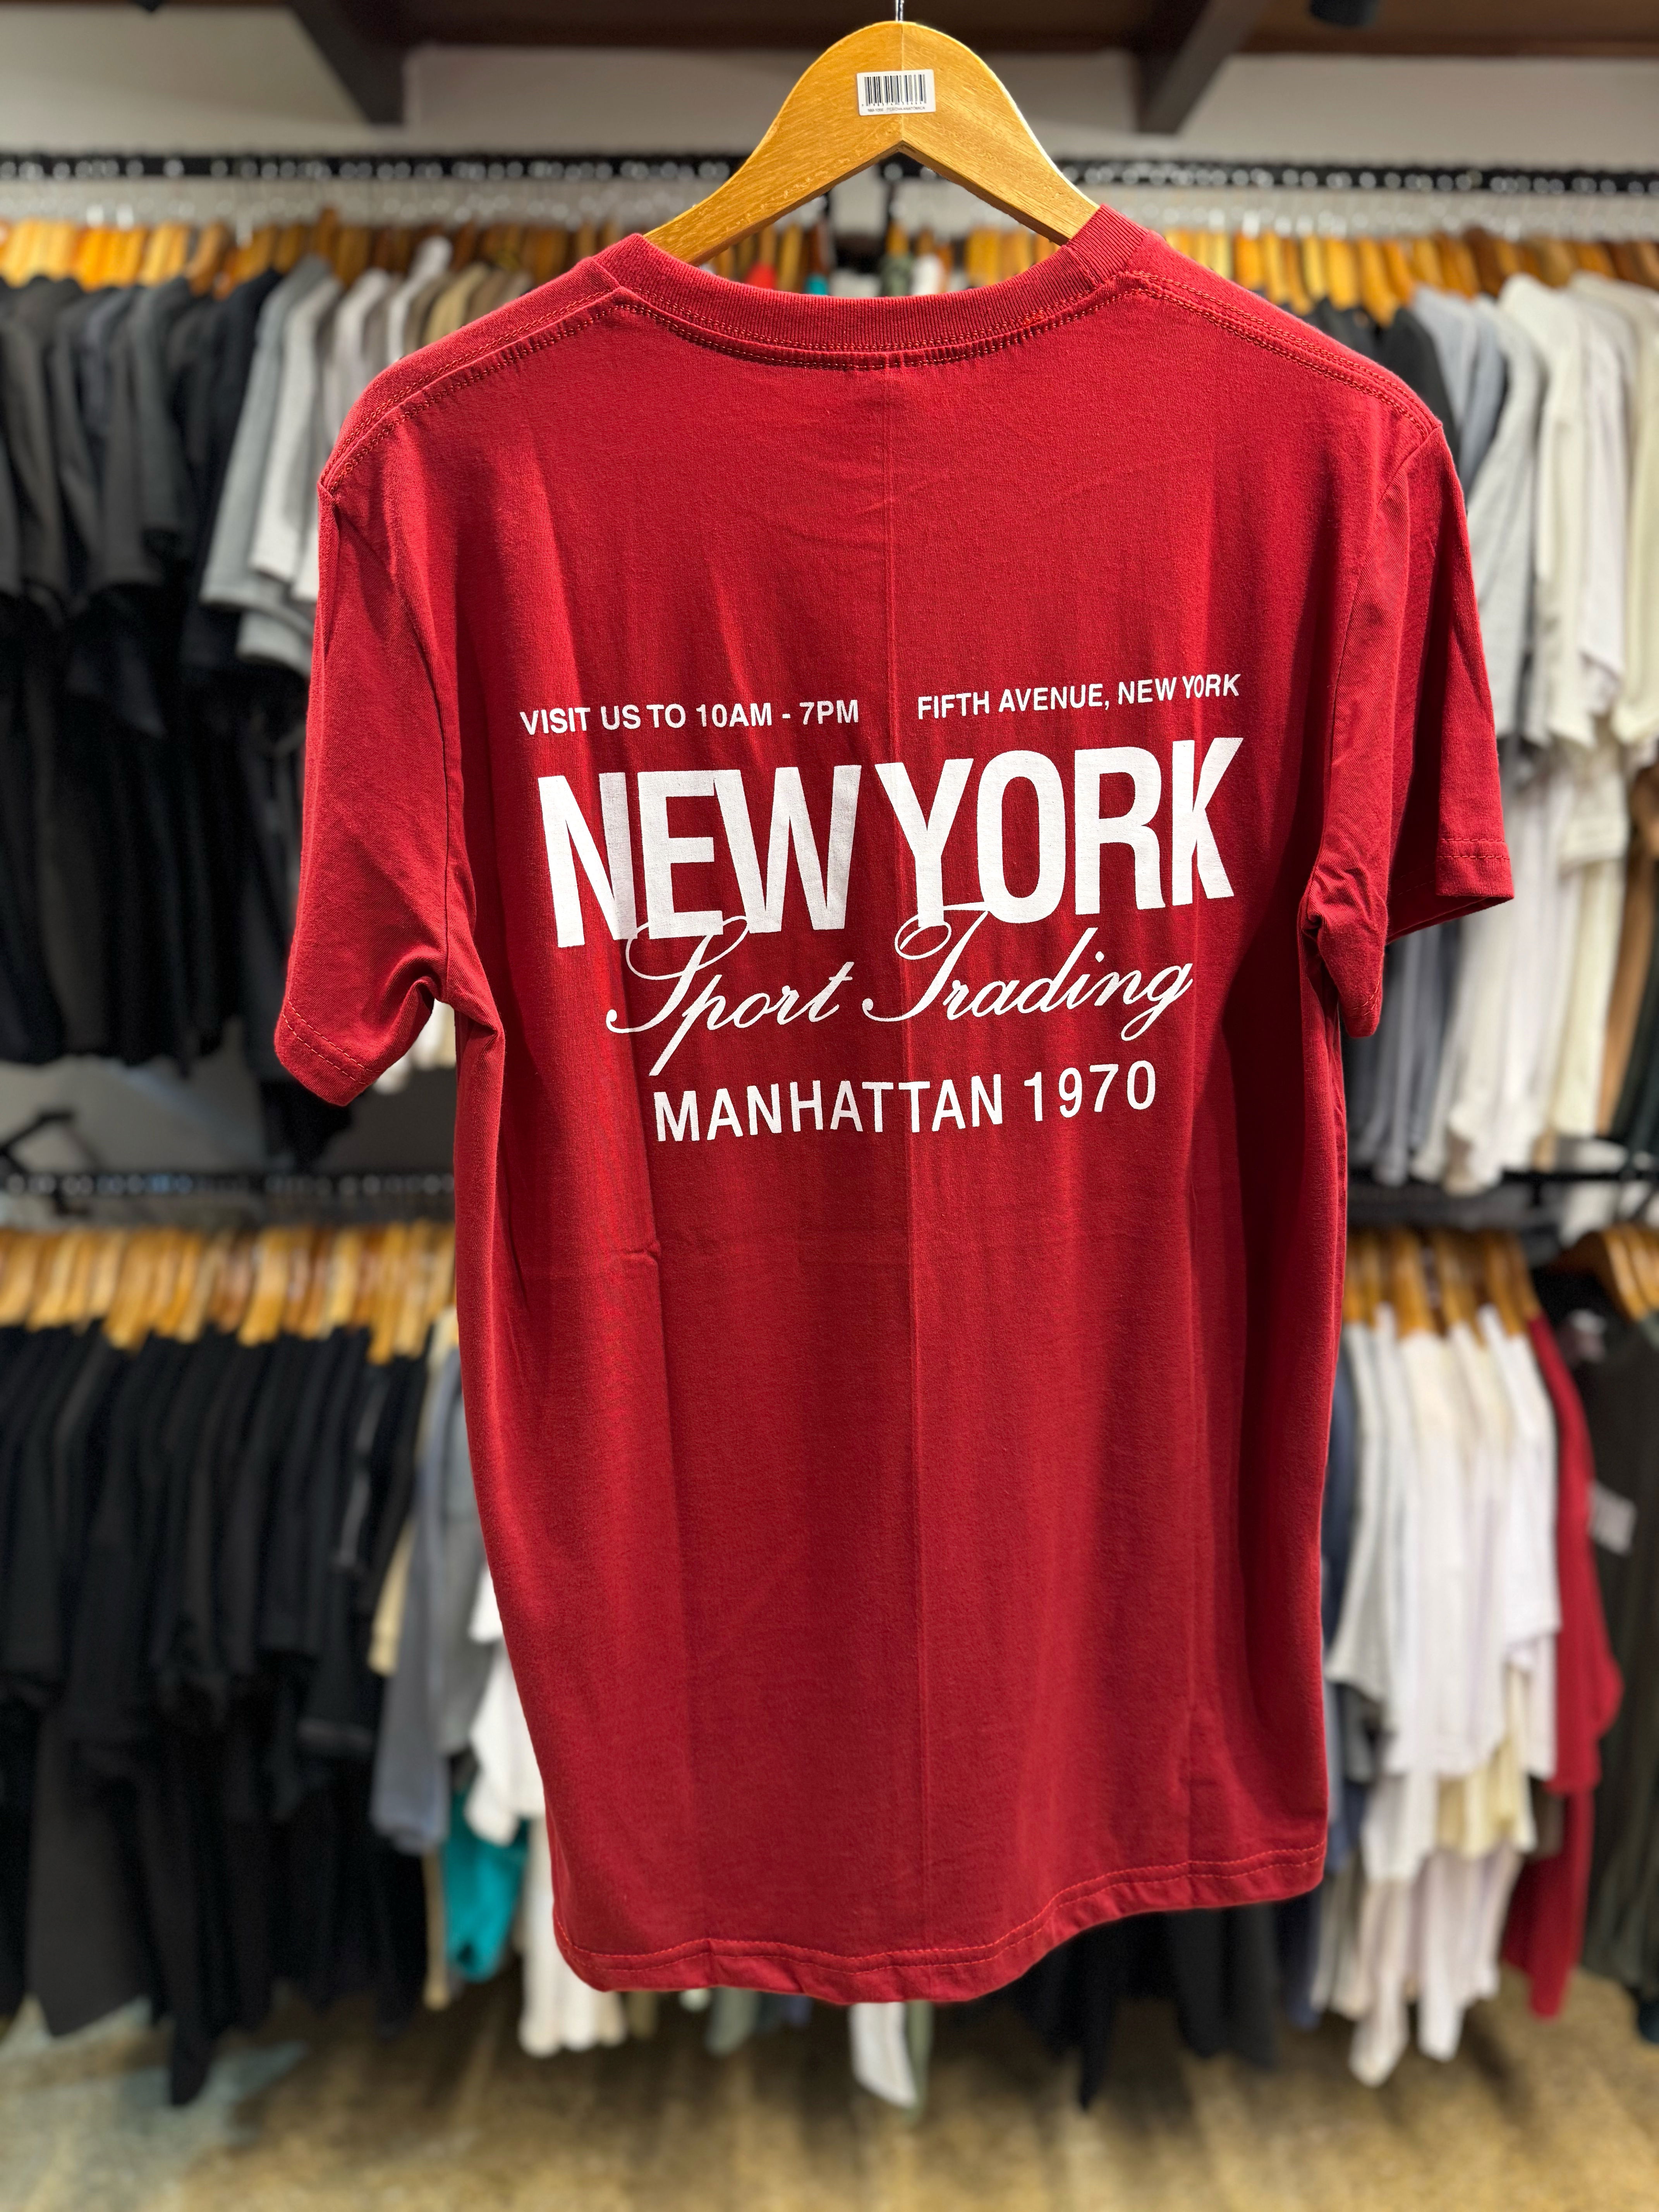 VISIT US TO 10AM - 7PM FIFTH AVENUE, NEW YORK
NEW YORK
Sport Trading
MANHATTAN 1970